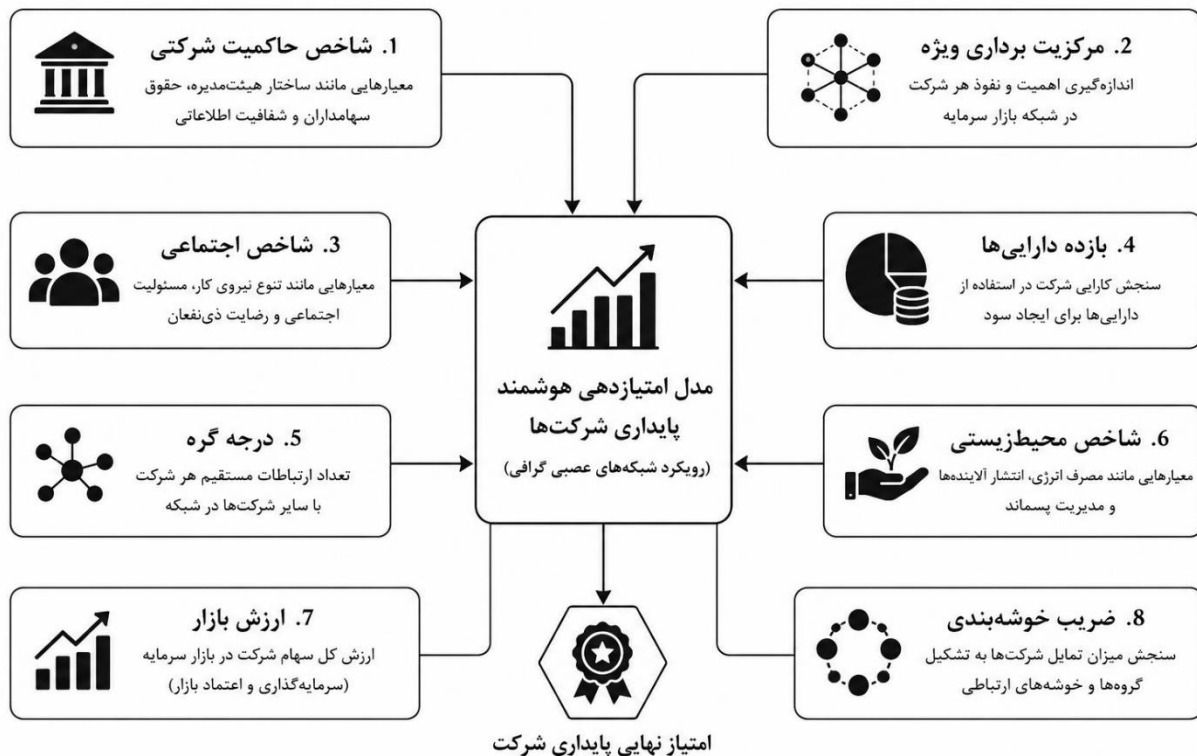 1. شاخص حاکمیت شرکتی
معیارهایی مانند ساختار هیئت‌مدیره، حقوق
سهامداران و شفافیت اطلاعاتی
2. مرکزیت برداری ویژه
اندازه‌گیری اهمیت و نفوذ هر شرکت
در شبکه بازار سرمایه
3. شاخص اجتماعی
معیارهایی مانند تنوع نیروی کار، مسئولیت
اجتماعی و رضایت ذی‌نفعان
4. بازده دارایی‌ها
سنجش کارایی شرکت در استفاده از
دارایی‌ها برای ایجاد سود
مدل امتیازدهی هوشمند
پایداری شرکت‌ها
(رویکرد شبکه‌های عصبی گرافی)
5. درجه گره
تعداد ارتباطات مستقیم هر شرکت
با سایر شرکت‌ها در شبکه
6. شاخص محیط‌زیستی
معیارهایی مانند مصرف انرژی، انتشار آلاینده‌ها
و مدیریت پسماند
7. ارزش بازار
ارزش کل سهام شرکت در بازار سرمایه
(سرمایه‌گذاری و اعتماد بازار)
8. ضریب خوشه‌بندی
سنجش میزان تمایل شرکت‌ها به تشکیل
گروه‌ها و خوشه‌های ارتباطی
امتیاز نهایی پایداری شرکت